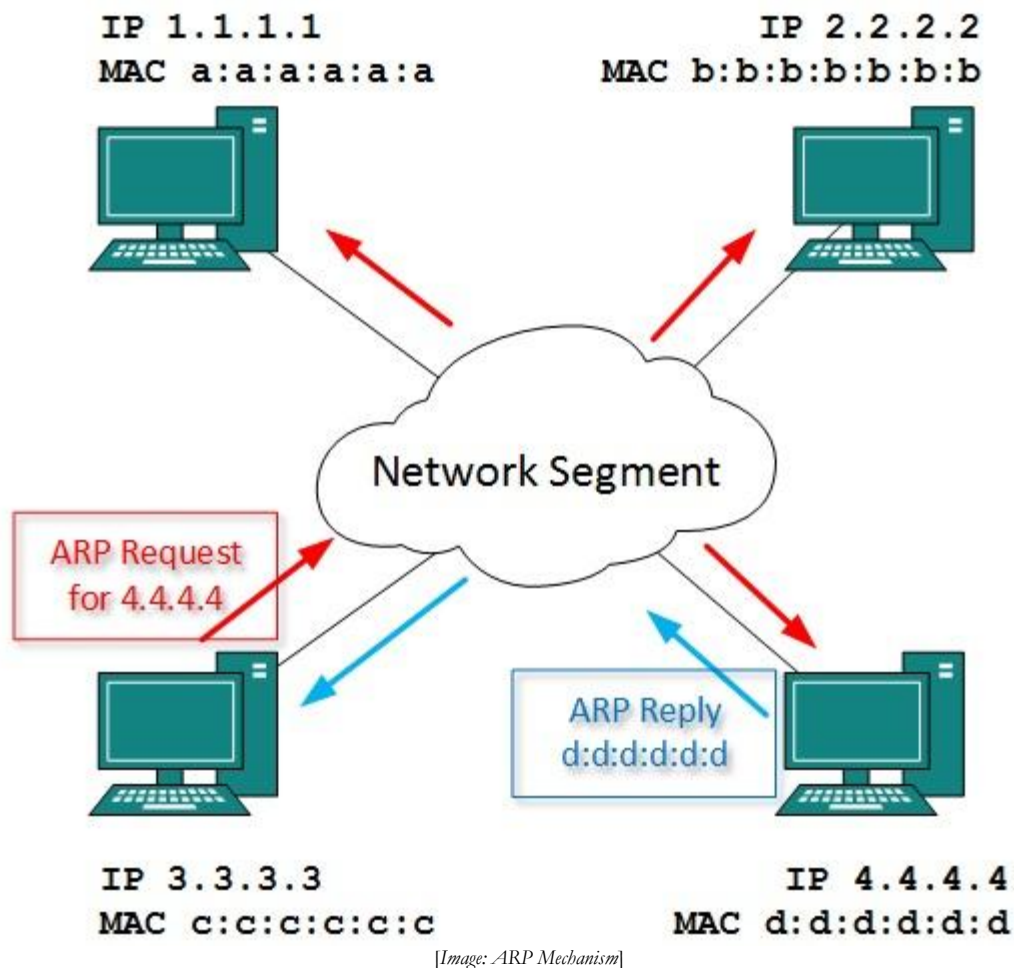 IP 1.1.1.1
MAC a:a:a:a:a:a
IP 2.2.2.2
MAC b:b:b:b:b:b:b
Network Segment
ARP Request
for 4.4.4.4
ARP Reply
d:d:d:d:d:d
IP 3.3.3.3
MAC c:c:c:c:c:c
IP 4.4.4.4
MAC d:d:d:d:d:d
[Image: ARP Mechanism]